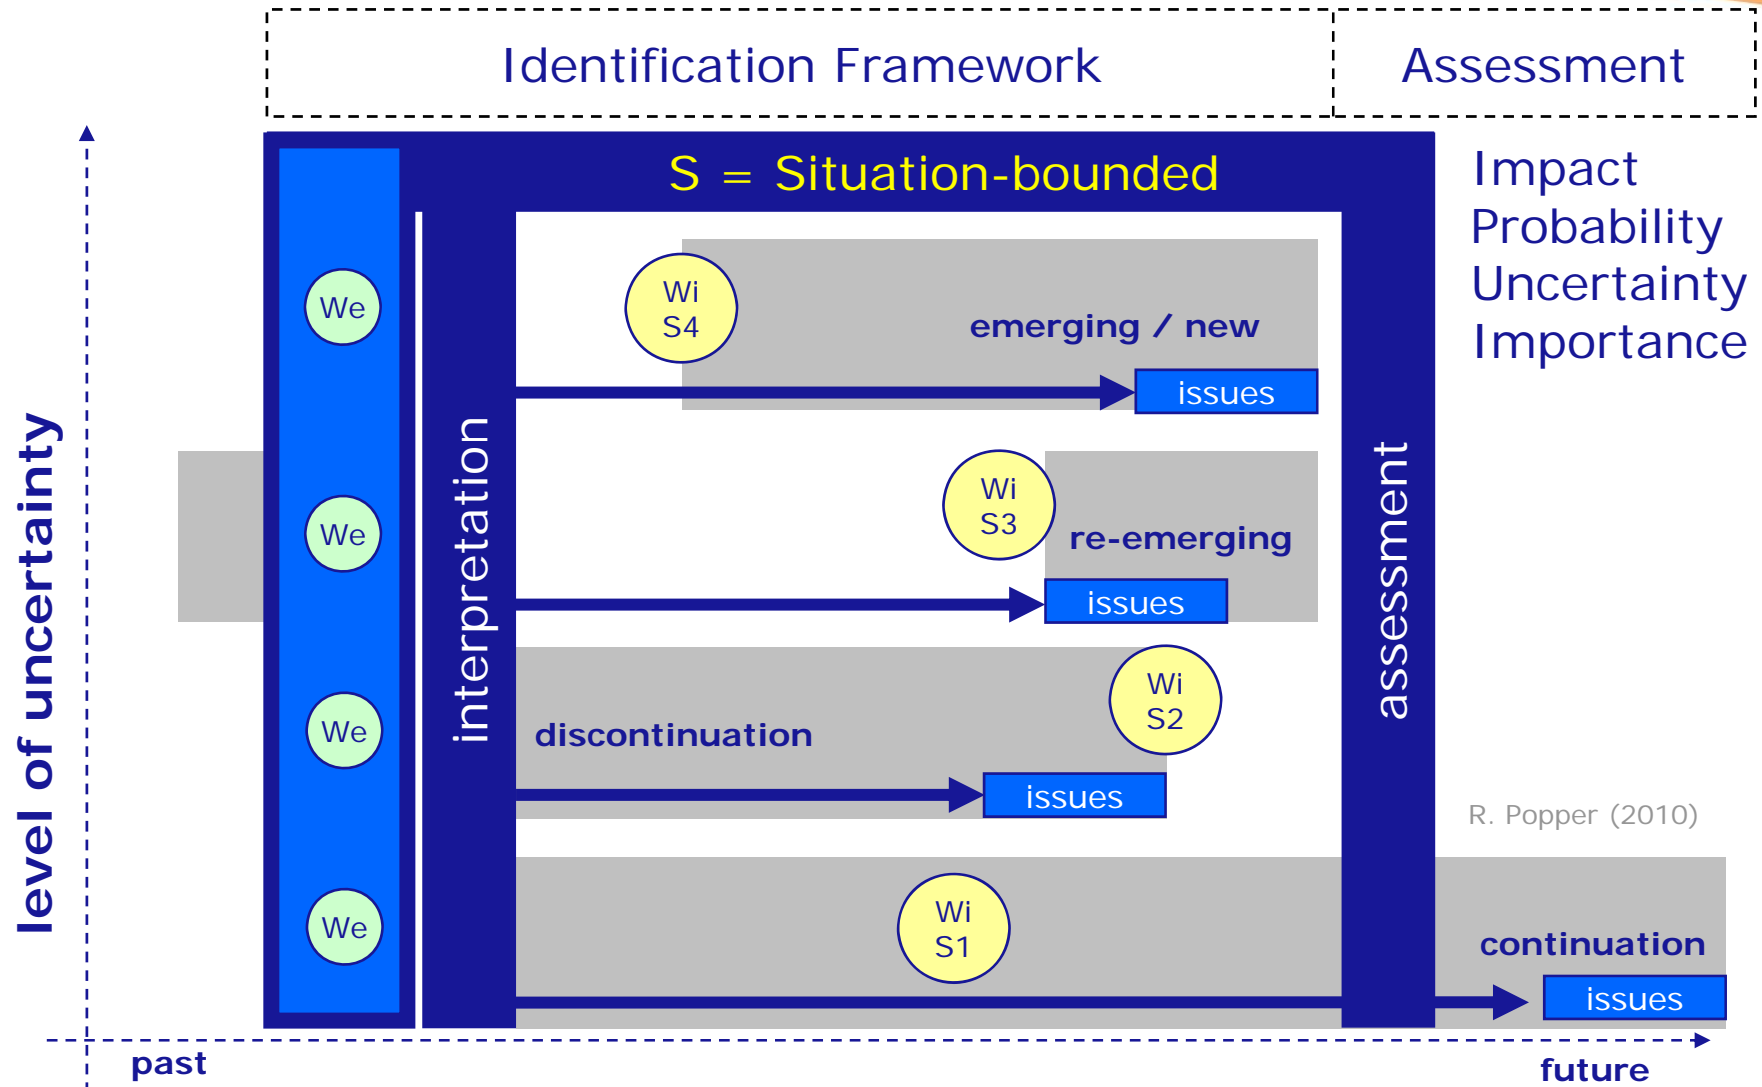 Identification Framework
Assessment
S = Situation-bounded
Impact
Probability
Uncertainty
Importance
level of uncertainty
interpretation
assessment
We
Wi
S4
emerging / new
issues
We
Wi
S3
re-emerging
issues
We
Wi
S2
discontinuation
issues
R. Popper (2010)
We
Wi
S1
continuation
issues
past
future